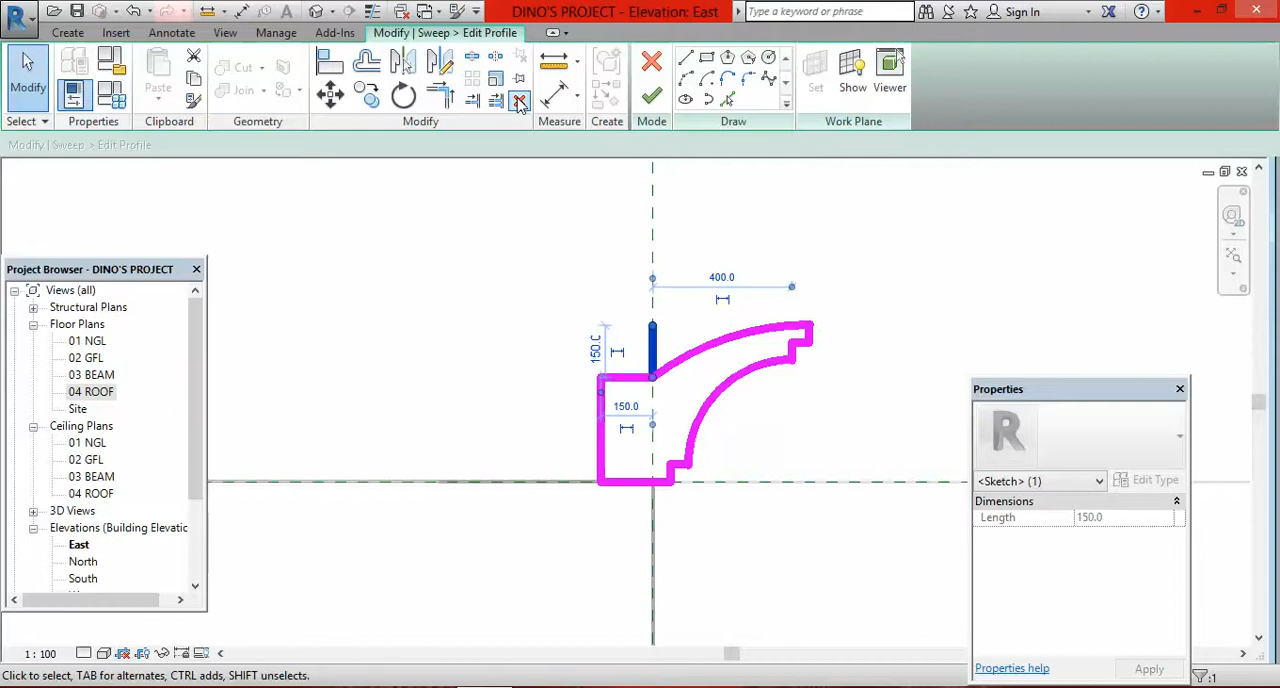 DINO'S PROJECT - Elevation: East
Type a keyword or phrase
Sign In
Create Insert Annotate View Manage Add-Ins Modify | Sweep > Edit Profile
Modify Paste Cut Join Set Show Viewer
Select Properties Clipboard Geometry Modify Measure Create Mode Draw Work Plane
Modify | Sweep > Edit Profile
Project Browser - DINO'S PROJECT
Views (all)
Structural Plans
Floor Plans
01 NGL
02 GFL
03 BEAM
04 ROOF
Site
Ceiling Plans
01 NGL
02 GFL
03 BEAM
04 ROOF
3D Views
Elevations (Building Elevatic
East
North
South
400.0
150.0
150.0
Properties
R
<Sketch> (1) Edit Type
Dimensions
Length 150.0
Properties help Apply
1 : 100
Click to select, TAB for alternates, CTRL adds, SHIFT unselects.
:1